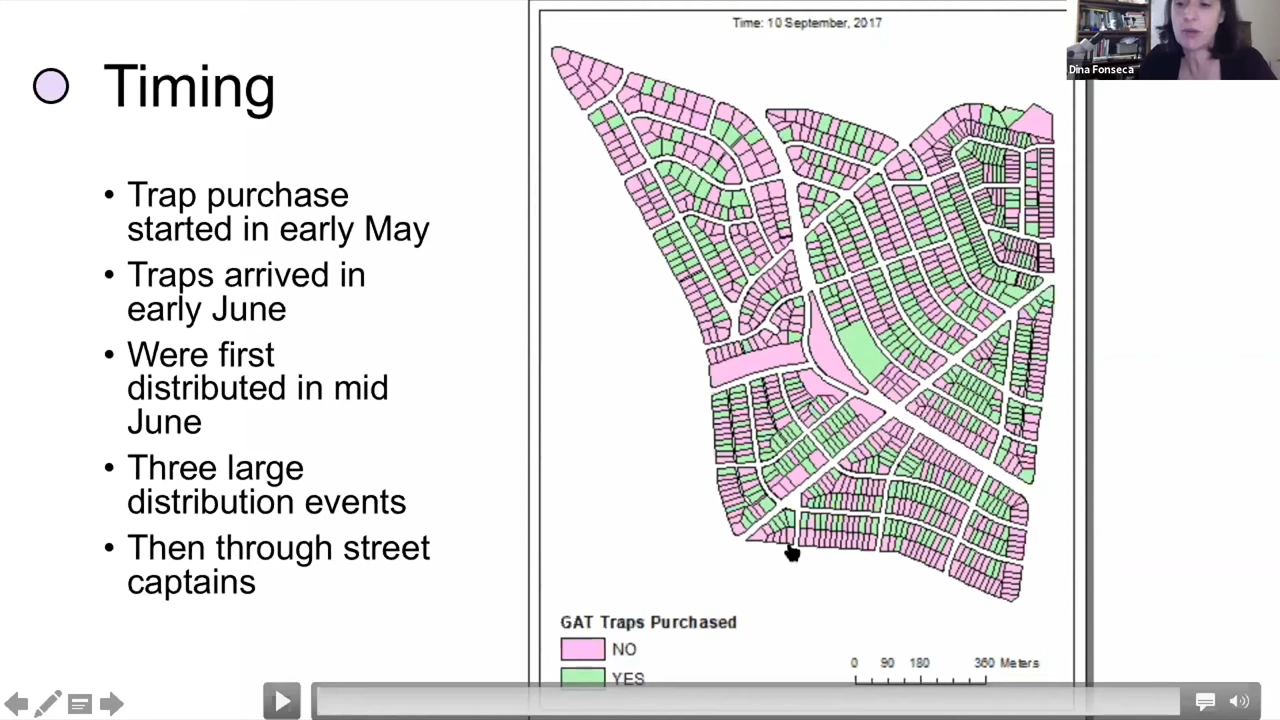 Time: 10 September, 2017
Dina Fonseca
Timing
• Trap purchase
started in early May
• Traps arrived in
early June
• Were first
distributed in mid
June
• Three large
distribution events
• Then through street
captains
GAT Traps Purchased
NO
YES
0 90 180 360 Meters